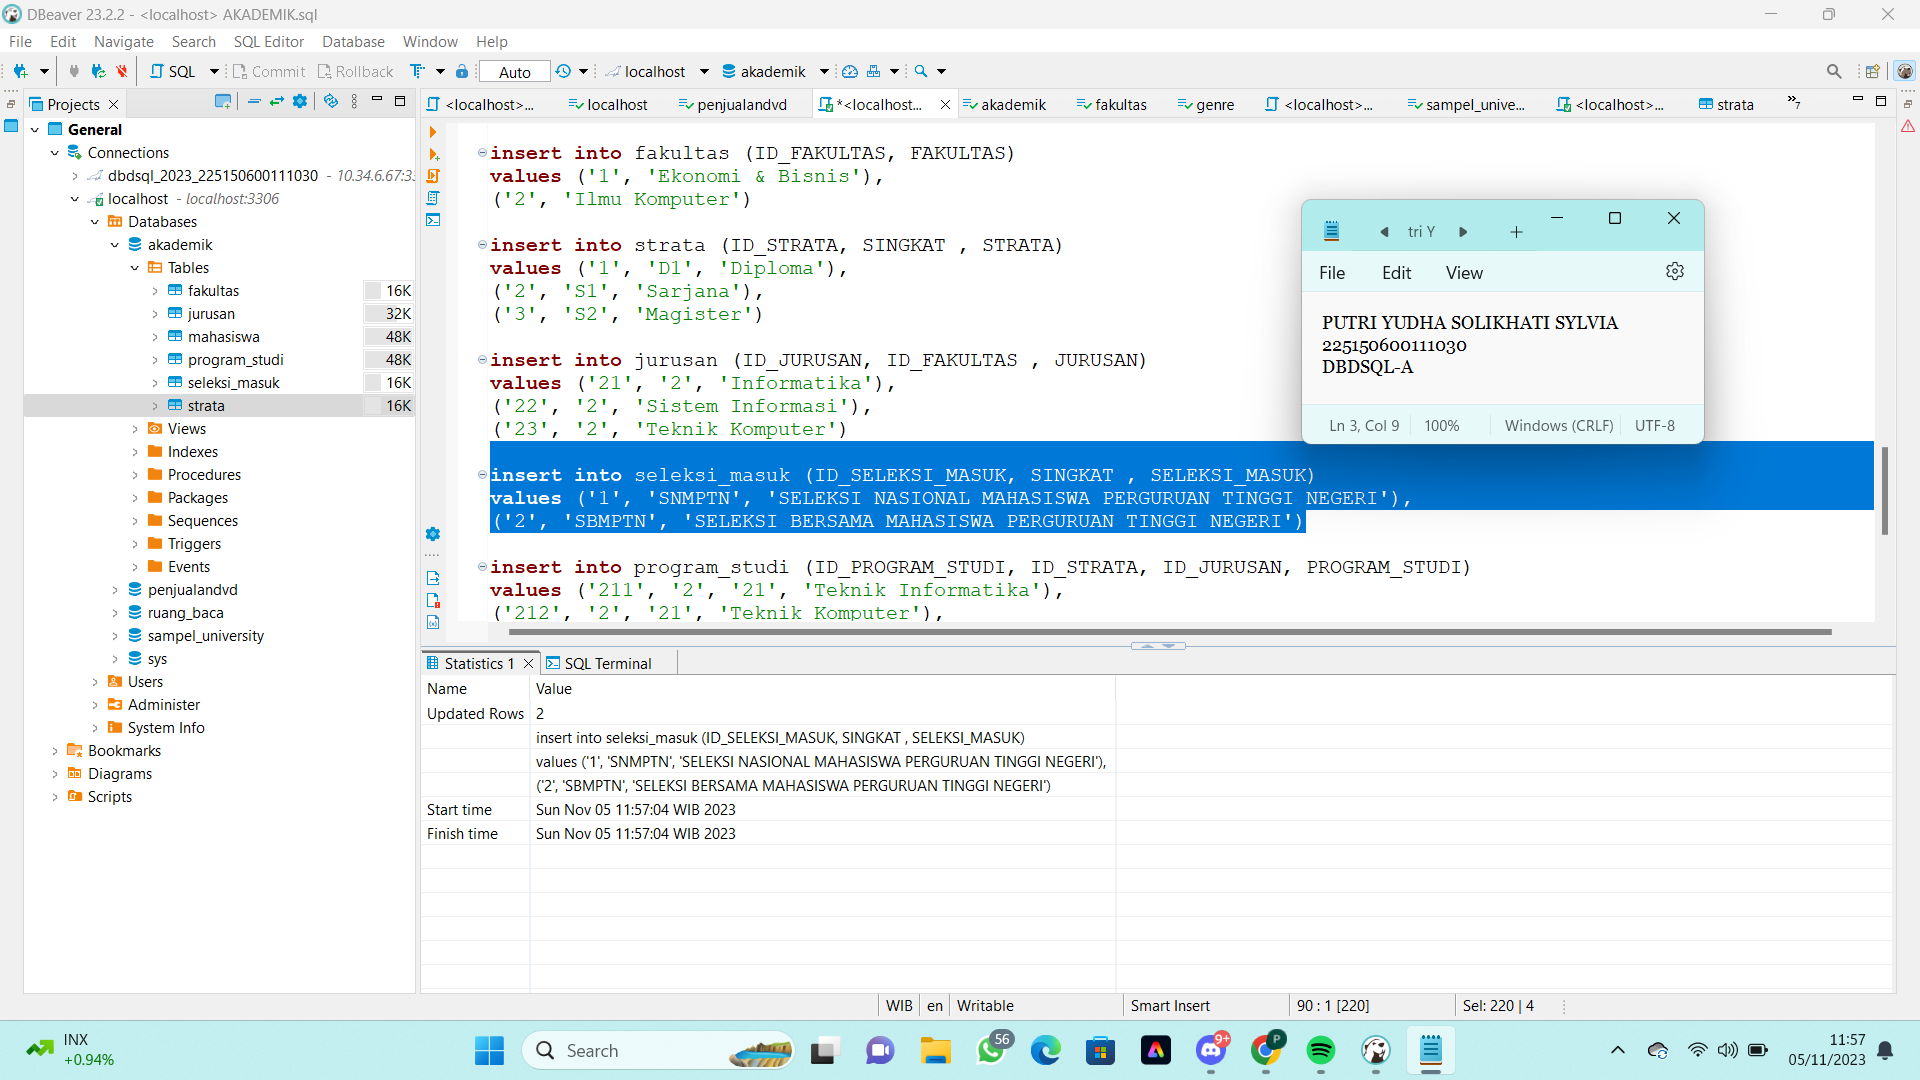 DBeaver 23.2.2 - <localhost> AKADEMIK.sql
File Edit Navigate Search SQL Editor Database Window Help
SQL Commit Rollback Auto localhost akademik
Projects
<localhost>... localhost penjualandvd *<localhost... akademik fakultas genre <localhost>... sampel_unive... <localhost>... strata »7
General
Connections
dbdsql_2023_225150600111030 - 10.34.6.67:33
localhost - localhost:3306
Databases
akademik
Tables
fakultas 16K
jurusan 32K
mahasiswa 48K
program_studi 48K
seleksi_masuk 16K
strata 16K
Views
Indexes
Procedures
Packages
Sequences
Triggers
Events
penjualandvd
ruang_baca
sampel_university
sys
Users
Administer
System Info
Bookmarks
Diagrams
Scripts
insert into fakultas (ID_FAKULTAS, FAKULTAS)
values ('1', 'Ekonomi & Bisnis'),
('2', 'Ilmu Komputer')
insert into strata (ID_STRATA, SINGKAT , STRATA)
values ('1', 'D1', 'Diploma'),
('2', 'S1', 'Sarjana'),
('3', 'S2', 'Magister')
insert into jurusan (ID_JURUSAN, ID_FAKULTAS , JURUSAN)
values ('21', '2', 'Informatika'),
('22', '2', 'Sistem Informasi'),
('23', '2', 'Teknik Komputer')
insert into seleksi_masuk (ID_SELEKSI_MASUK, SINGKAT , SELEKSI_MASUK)
values ('1', 'SNMPTN', 'SELEKSI NASIONAL MAHASISWA PERGURUAN TINGGI NEGERI'),
('2', 'SBMPTN', 'SELEKSI BERSAMA MAHASISWA PERGURUAN TINGGI NEGERI')
insert into program_studi (ID_PROGRAM_STUDI, ID_STRATA, ID_JURUSAN, PROGRAM_STUDI)
values ('211', '2', '21', 'Teknik Informatika'),
('212', '2', '21', 'Teknik Komputer'),
tri Y
File Edit View
PUTRI YUDHA SOLIKHATI SYLVIA
225150600111030
DBDSQL-A
Ln 3, Col 9 100% Windows (CRLF) UTF-8
Statistics 1 SQL Terminal
Name Value
Updated Rows 2
insert into seleksi_masuk (ID_SELEKSI_MASUK, SINGKAT , SELEKSI_MASUK)
values ('1', 'SNMPTN', 'SELEKSI NASIONAL MAHASISWA PERGURUAN TINGGI NEGERI'),
('2', 'SBMPTN', 'SELEKSI BERSAMA MAHASISWA PERGURUAN TINGGI NEGERI')
Start time Sun Nov 05 11:57:04 WIB 2023
Finish time Sun Nov 05 11:57:04 WIB 2023
WIB en Writable Smart Insert 90 : 1 [220] Sel: 220 | 4
INX
+0.94%
Search
56
9+
P
11:57
05/11/2023